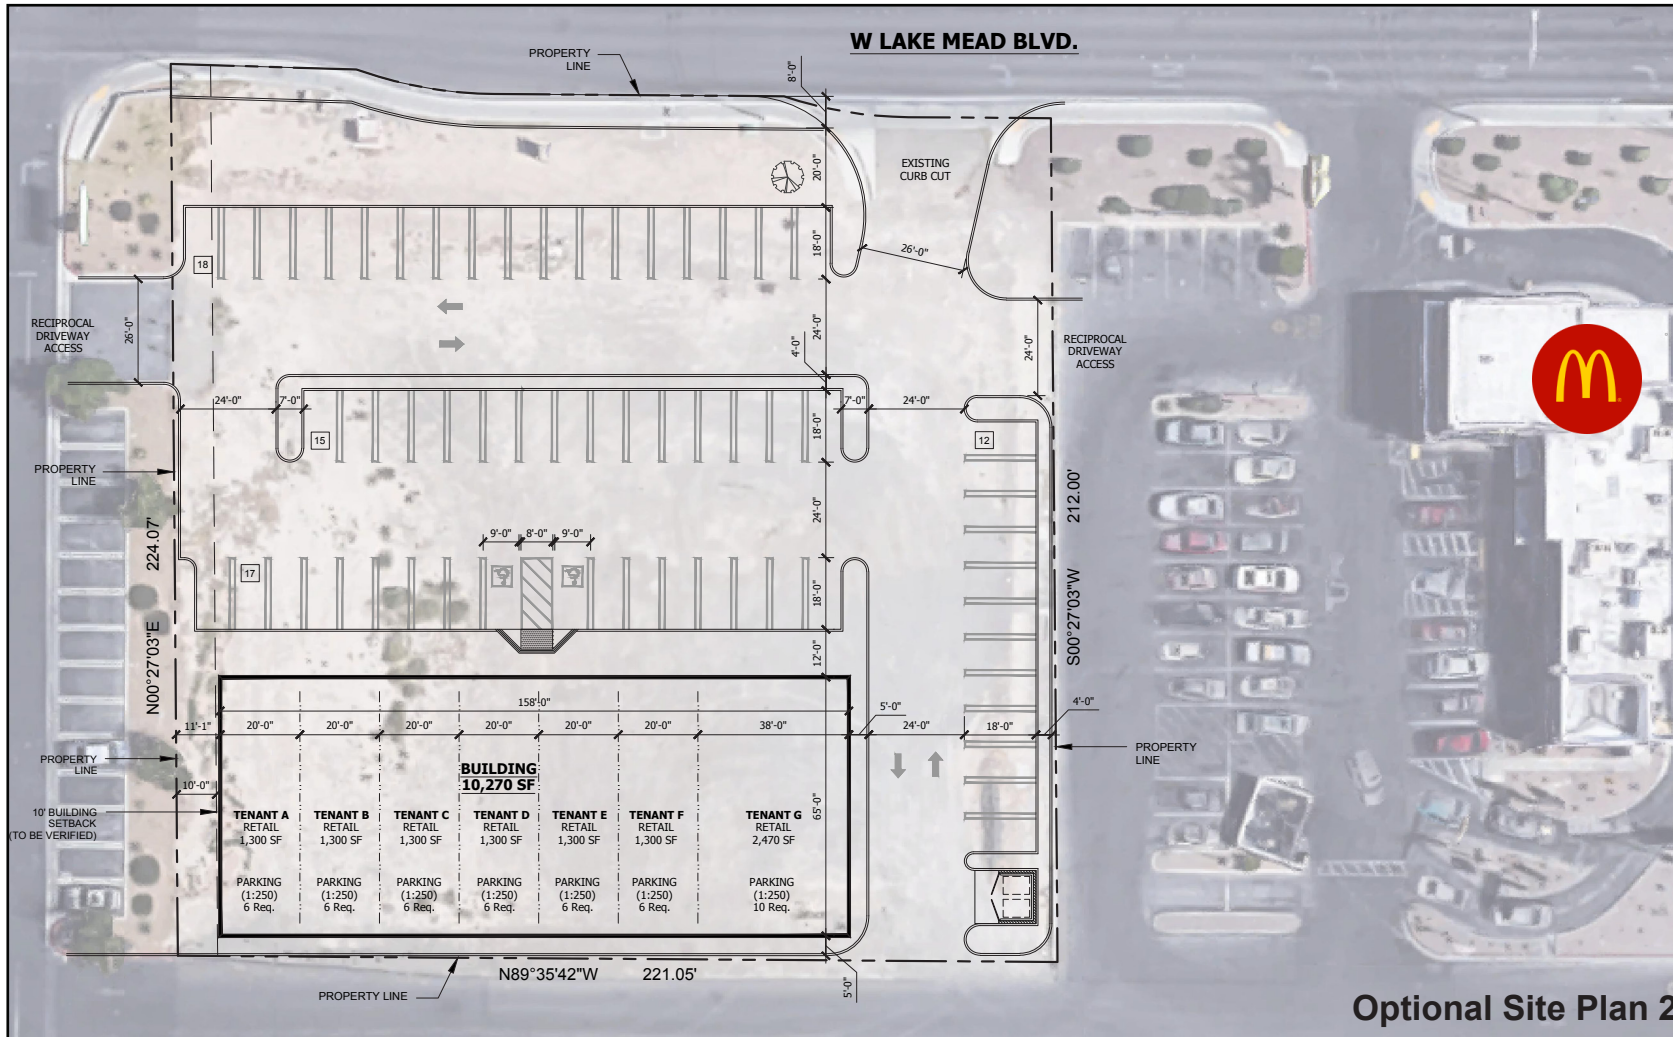 W LAKE MEAD BLVD.
PROPERTY
LINE
8'-0"
EXISTING
CURB CUT
20'-0"
18'-0"
26'-0"
18
RECIPROCAL
DRIVEWAY
ACCESS
26'-0"
24'-0"
4'-0"
24'-0"
RECIPROCAL
DRIVEWAY
ACCESS
24'-0"
7'-0"
7'-0"
24'-0"
15
18'-0"
12
PROPERTY
LINE
N00°27'03"E 224.07'
S00°27'03"W 212.00'
24'-0"
9'-0"
8'-0"
9'-0"
17
18'-0"
12'-0"
158'-0"
11'-1"
20'-0"
20'-0"
20'-0"
20'-0"
20'-0"
20'-0"
38'-0"
5'-0"
24'-0"
18'-0"
4'-0"
PROPERTY
LINE
PROPERTY
LINE
10'-0"
10' BUILDING
SETBACK
(TO BE VERIFIED)
BUILDING
10,270 SF
65'-0"
TENANT A
RETAIL
1,300 SF
PARKING
(1:250)
6 Req.
TENANT B
RETAIL
1,300 SF
PARKING
(1:250)
6 Req.
TENANT C
RETAIL
1,300 SF
PARKING
(1:250)
6 Req.
TENANT D
RETAIL
1,300 SF
PARKING
(1:250)
6 Req.
TENANT E
RETAIL
1,300 SF
PARKING
(1:250)
6 Req.
TENANT F
RETAIL
1,300 SF
PARKING
(1:250)
6 Req.
TENANT G
RETAIL
2,470 SF
PARKING
(1:250)
10 Req.
N89°35'42"W 221.05'
5'-0"
PROPERTY LINE
Optional Site Plan 2